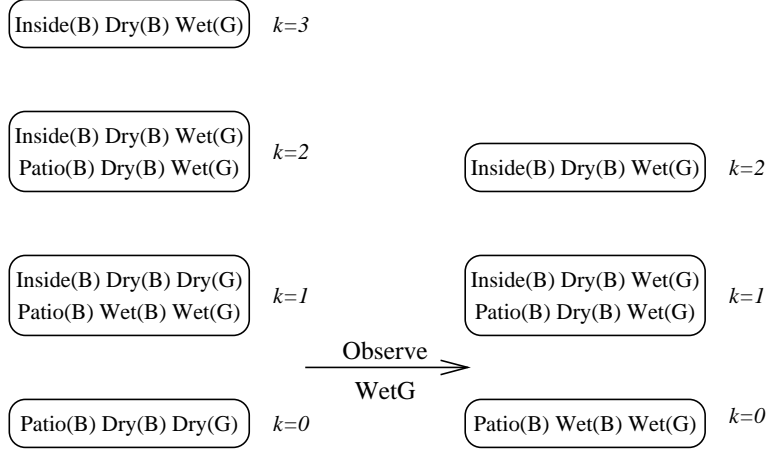 Inside(B) Dry(B) Wet(G) k=3
Inside(B) Dry(B) Wet(G)
Patio(B) Dry(B) Wet(G)
k=2
Inside(B) Dry(B) Wet(G) k=2
Inside(B) Dry(B) Dry(G)
Patio(B) Wet(B) Wet(G)
k=1
Inside(B) Dry(B) Wet(G)
Patio(B) Dry(B) Wet(G)
k=1
Observe
WetG
Patio(B) Dry(B) Dry(G) k=0
Patio(B) Wet(B) Wet(G) k=0